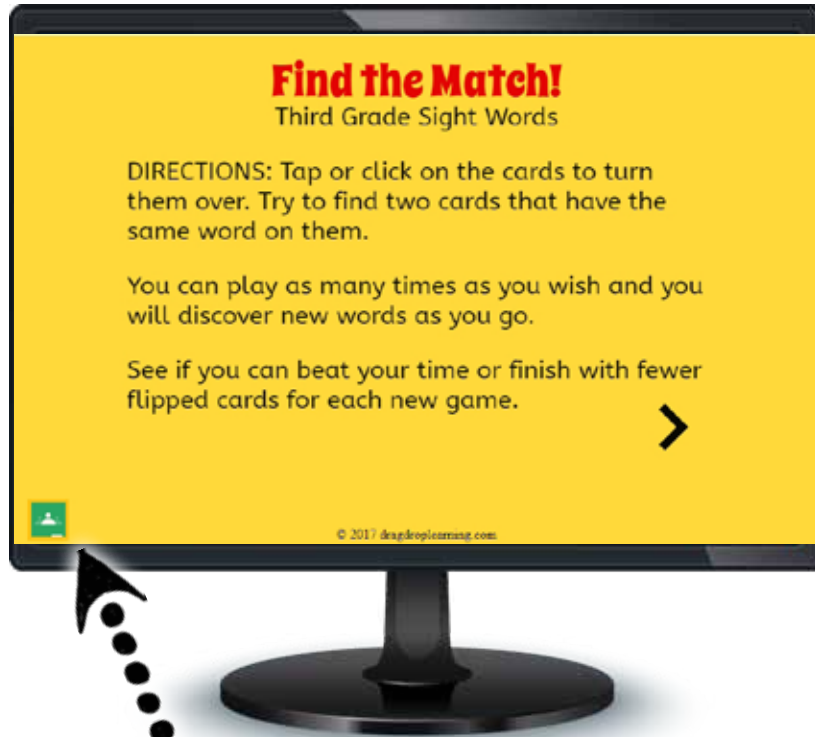 Find the Match!
Third Grade Sight Words
DIRECTIONS: Tap or click on the cards to turn
them over. Try to find two cards that have the
same word on them.
You can play as many times as you wish and you
will discover new words as you go.
See if you can beat your time or finish with fewer
flipped cards for each new game.
© 2017 dragdroplearning.com